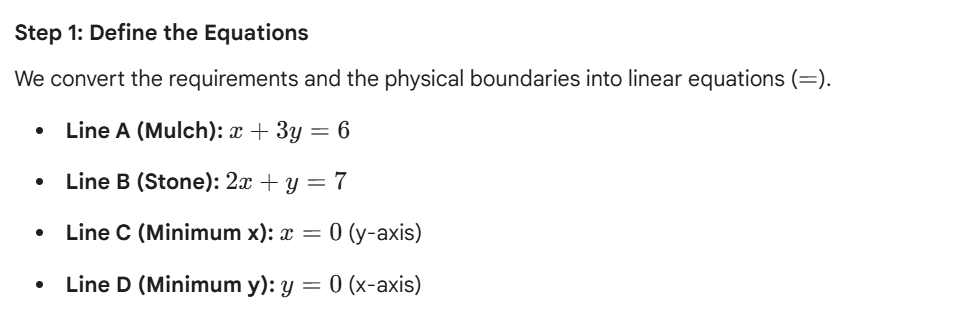 Step 1: Define the Equations
We convert the requirements and the physical boundaries into linear equations (=).
• Line A (Mulch): x + 3y = 6
• Line B (Stone): 2x + y = 7
• Line C (Minimum x): x = 0 (y-axis)
• Line D (Minimum y): y = 0 (x-axis)